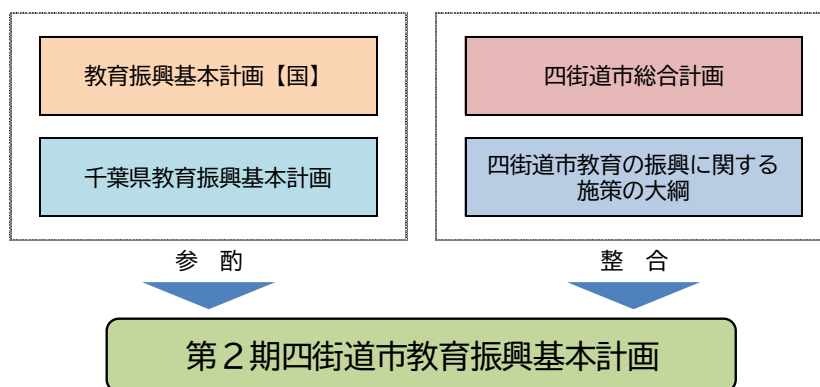 教育振興基本計画【国】
千葉県教育振興基本計画
四街道市総合計画
四街道市教育の振興に関する
施策の大綱
参　酌
整　合
第２期四街道市教育振興基本計画